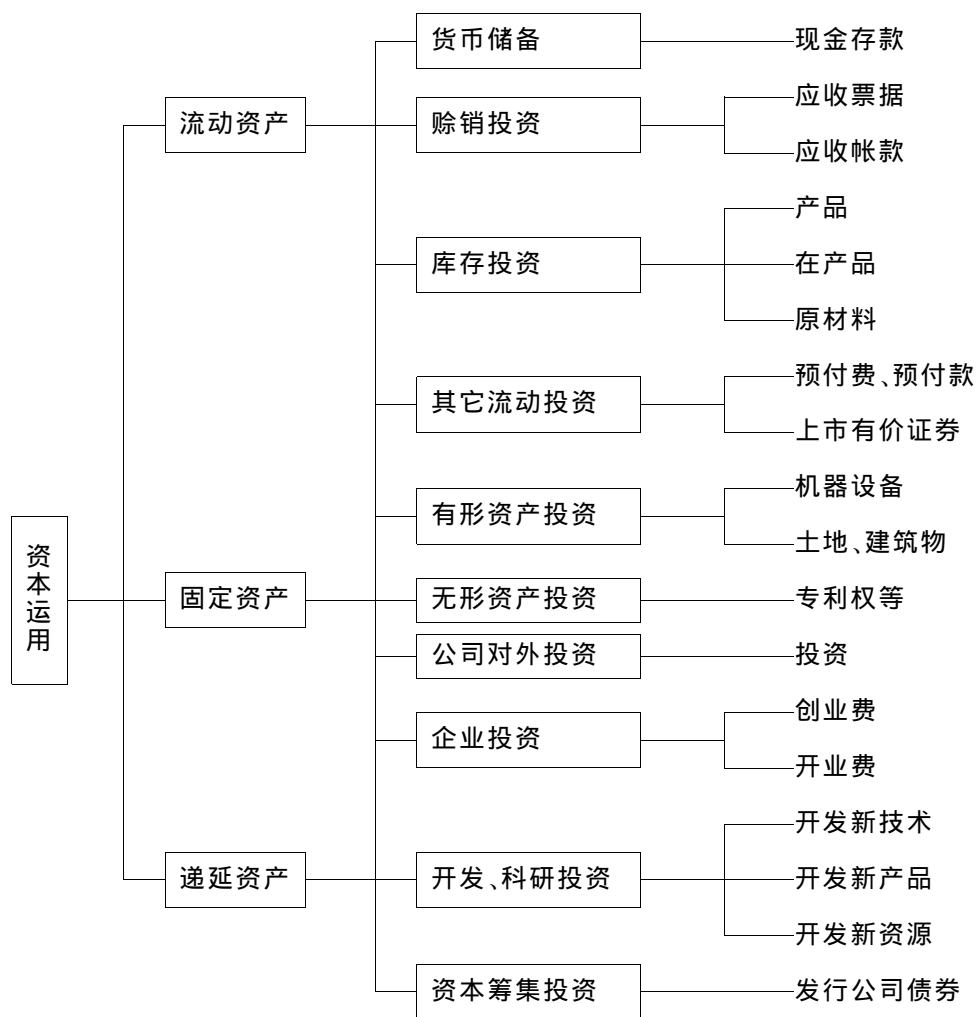 资本运用
流动资产
货币储备
现金存款
赊销投资
应收票据
应收帐款
库存投资
产品
在产品
原材料
其它流动投资
预付费、预付款
上市有价证券
固定资产
有形资产投资
机器设备
土地、建筑物
无形资产投资
专利权等
公司对外投资
投资
递延资产
企业投资
创业费
开业费
开发、科研投资
开发新技术
开发新产品
开发新资源
资本筹集投资
发行公司债券